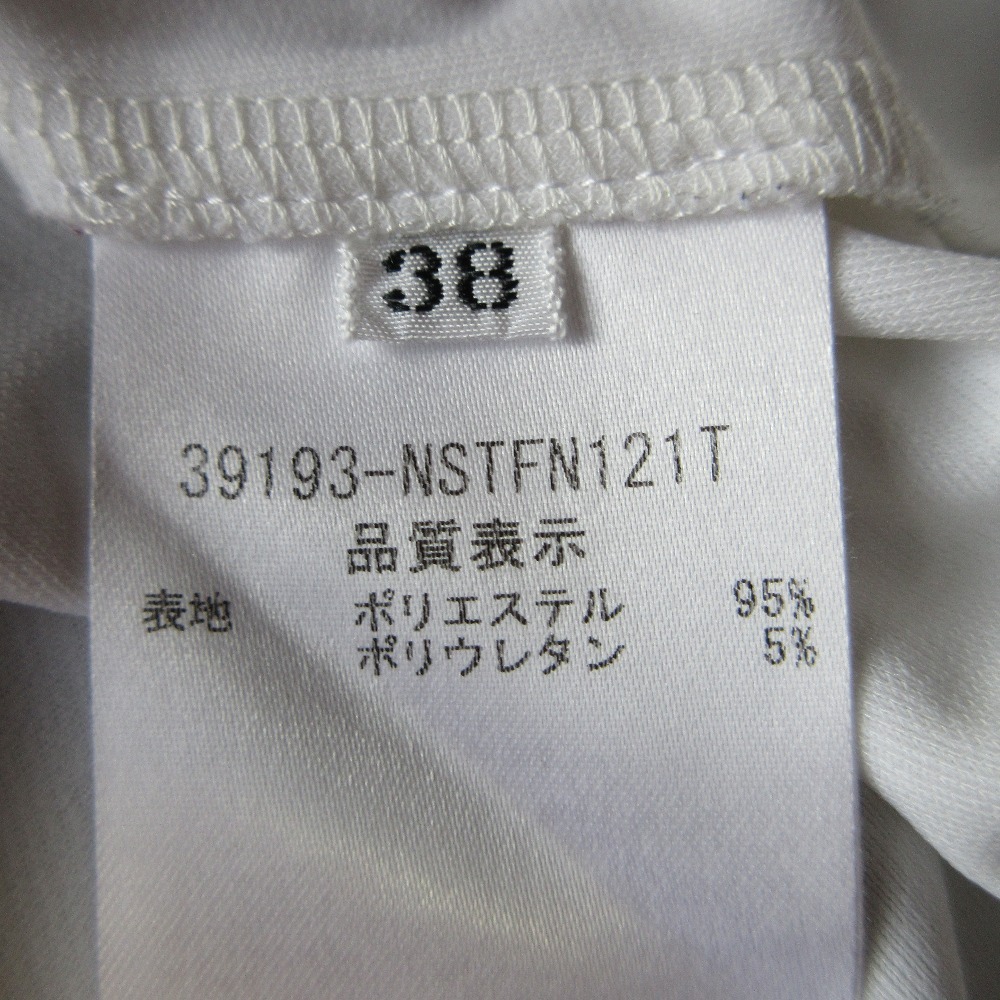 38
39193-NSTFN121T
品質表示
表地 ポリエステル 95%
ポリウレタン 5%